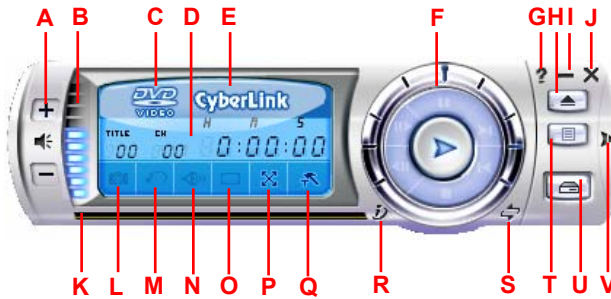 A B C D E F G H I J
?
DVD
VIDEO
CyberLink
H M S
TITLE CH
00 00 0:00:00
K L M N O P Q R S T U V